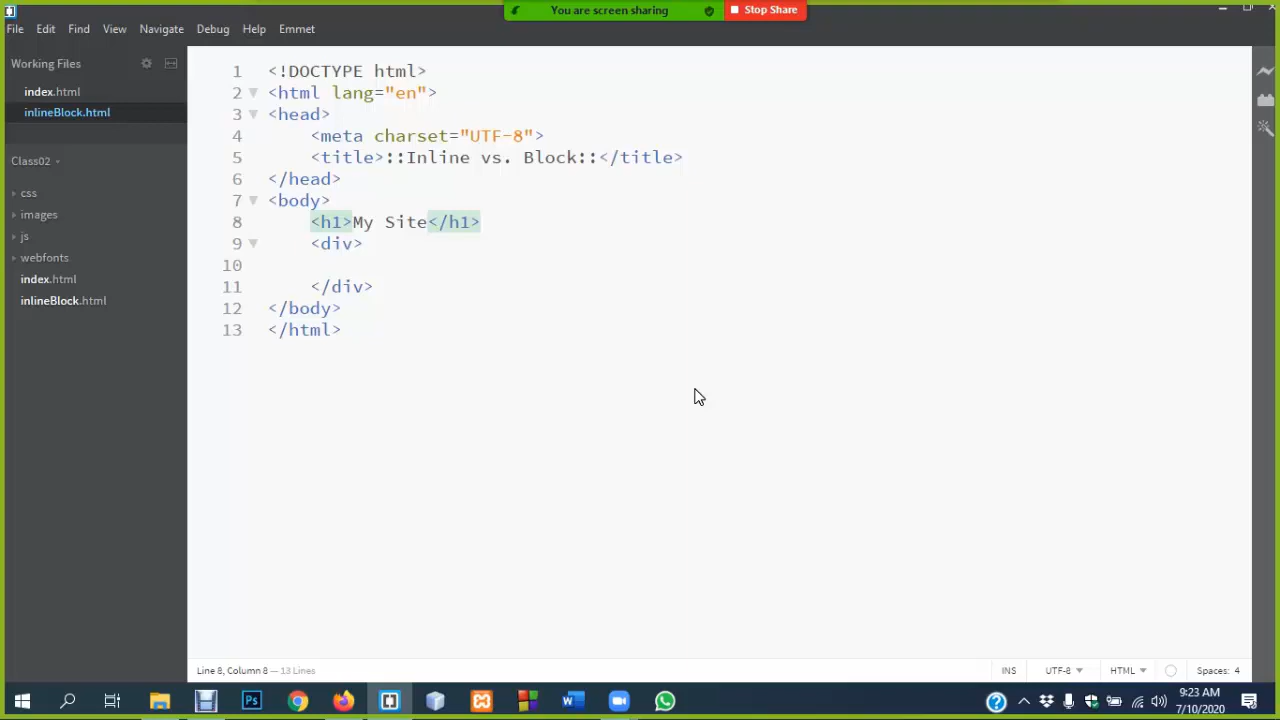 You are screen sharing
Stop Share
File Edit Find View Navigate Debug Help Emmet
Working Files
index.html
inlineBlock.html
Class02
css
images
js
webfonts
index.html
inlineBlock.html
1 <!DOCTYPE html>
2 <html lang="en">
3 <head>
4 <meta charset="UTF-8">
5 <title>::Inline vs. Block::</title>
6 </head>
7 <body>
8 <h1>My Site</h1>
9 <div>
10
11 </div>
12 </body>
13 </html>
Line 8, Column 8 — 13 Lines
INS UTF-8 HTML Spaces: 4
Ps
W
9:23 AM
7/10/2020